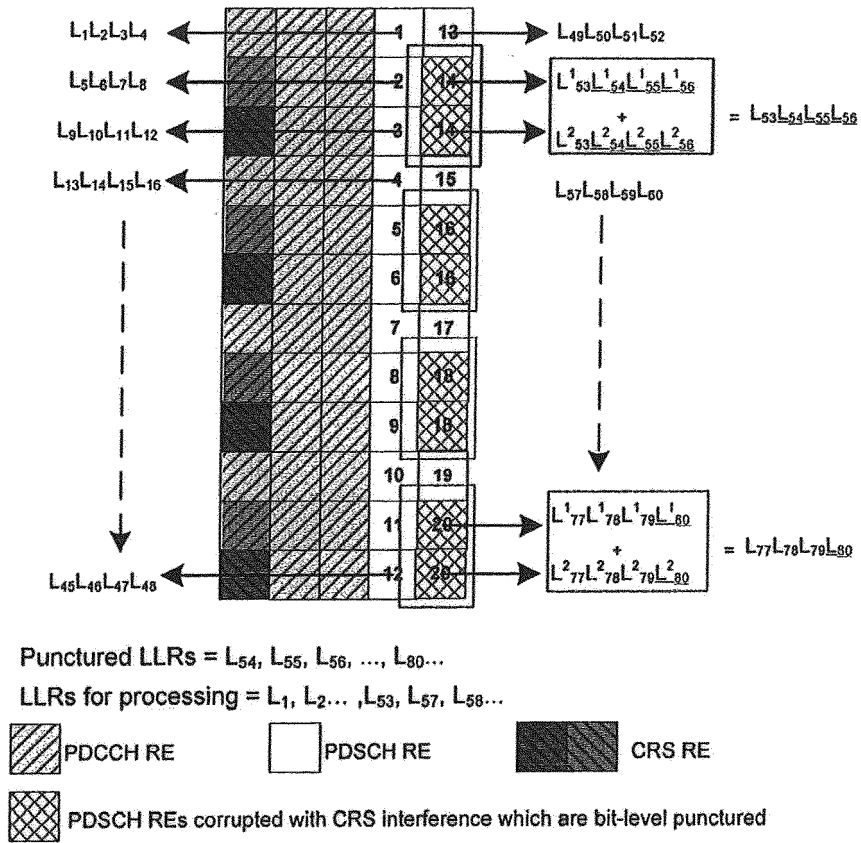 L₁L₂L₃L₄ 1 13 L₄₉L₅₀L₅₁L₅₂
L₅L₆L₇L₈ 2 14 L¹₅₃L¹₅₄L¹₅₅L¹₅₆
+
= L₅₃L₅₄L₅₅L₅₆
L₉L₁₀L₁₁L₁₂ 3 14 L²₅₃L²₅₄L²₅₅L²₅₆
L₁₃L₁₄L₁₅L₁₆ 4 15 L₅₇L₅₈L₅₉L₆₀
5 16
6 16
7 17
8 18
9 18
10 19
11 20 L¹₇₇L¹₇₈L¹₇₉L¹₈₀
+
= L₇₇L₇₈L₇₉L₈₀
L₄₅L₄₆L₄₇L₄₈ 12 20 L²₇₇L²₇₈L²₇₉L²₈₀
Punctured LLRs = L₅₄, L₅₅, L₅₆, ..., L₈₀...
LLRs for processing = L₁, L₂... ,L₅₃, L₅₇, L₅₈...
PDCCH RE PDSCH RE CRS RE
PDSCH REs corrupted with CRS interference which are bit-level punctured